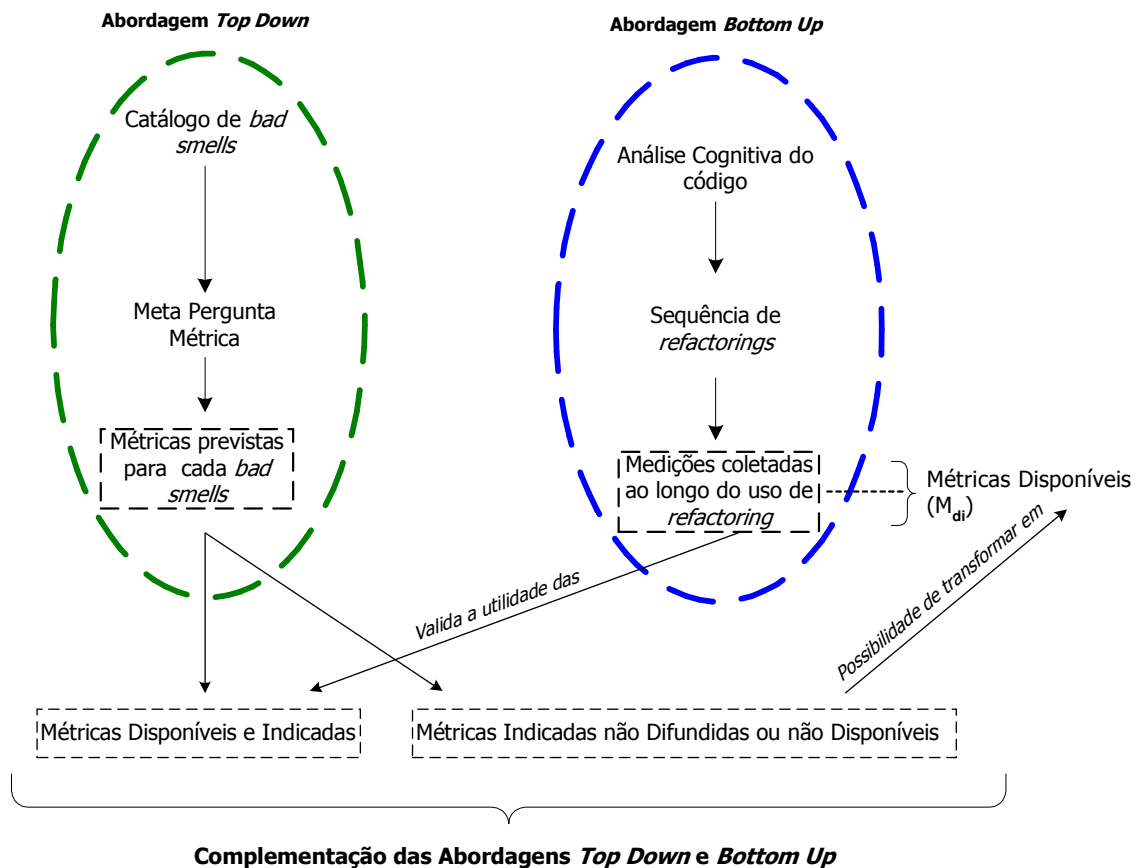 Abordagem Top Down
Catálogo de bad
smells
Meta Pergunta
Métrica
Métricas previstas
para cada bad
smells
Abordagem Bottom Up
Análise Cognitiva do
código
Sequência de
refactorings
Medições coletadas
ao longo do uso de
refactoring
Métricas Disponíveis
(Mdi)
Valida a utilidade das
Possibilidade de transformar em
Métricas Disponíveis e Indicadas
Métricas Indicadas não Difundidas ou não Disponíveis
Complementação das Abordagens Top Down e Bottom Up